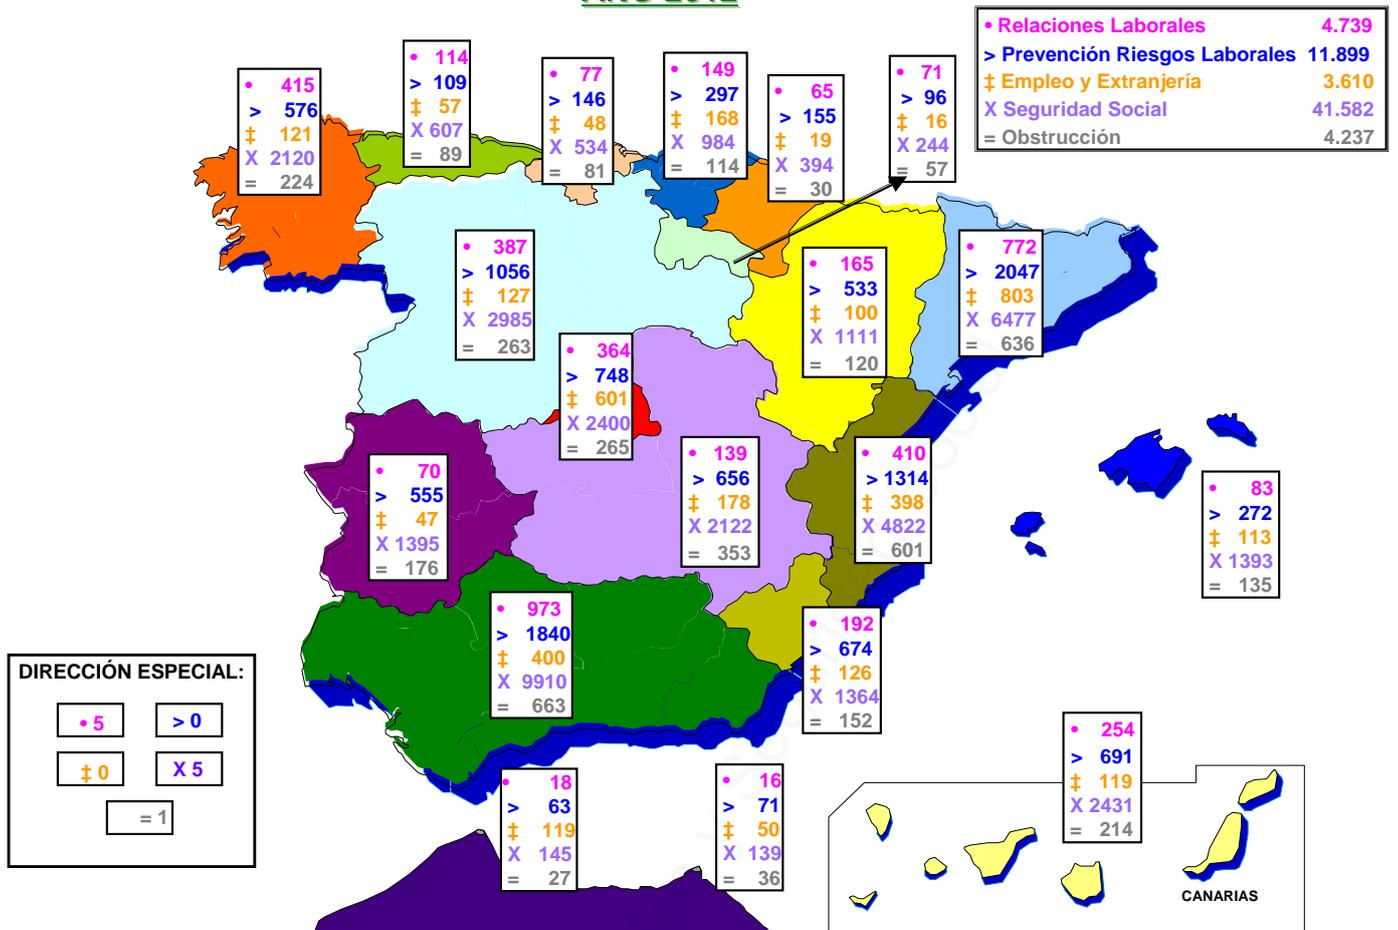 • Relaciones Laborales 4.739
> Prevención Riesgos Laborales 11.899
‡ Empleo y Extranjería 3.610
X Seguridad Social 41.582
= Obstrucción 4.237
• 415
> 576
‡ 121
X 2120
= 224
• 114
> 109
‡ 57
X 607
= 89
• 77
> 146
‡ 48
X 534
= 81
• 149
> 297
‡ 168
X 984
= 114
• 65
> 155
‡ 19
X 394
= 30
• 71
> 96
‡ 16
X 244
= 57
• 387
> 1056
‡ 127
X 2985
= 263
• 165
> 533
‡ 100
X 1111
= 120
• 772
> 2047
‡ 803
X 6477
= 636
• 364
> 748
‡ 601
X 2400
= 265
• 139
> 656
‡ 178
X 2122
= 353
• 410
> 1314
‡ 398
X 4822
= 601
• 70
> 555
‡ 47
X 1395
= 176
• 83
> 272
‡ 113
X 1393
= 135
• 973
> 1840
‡ 400
X 9910
= 663
• 192
> 674
‡ 126
X 1364
= 152
DIRECCIÓN ESPECIAL:
• 5
> 0
‡ 0
X 5
= 1
• 18
> 63
‡ 119
X 145
= 27
• 16
> 71
‡ 50
X 139
= 36
• 254
> 691
‡ 119
X 2431
= 214
CANARIAS